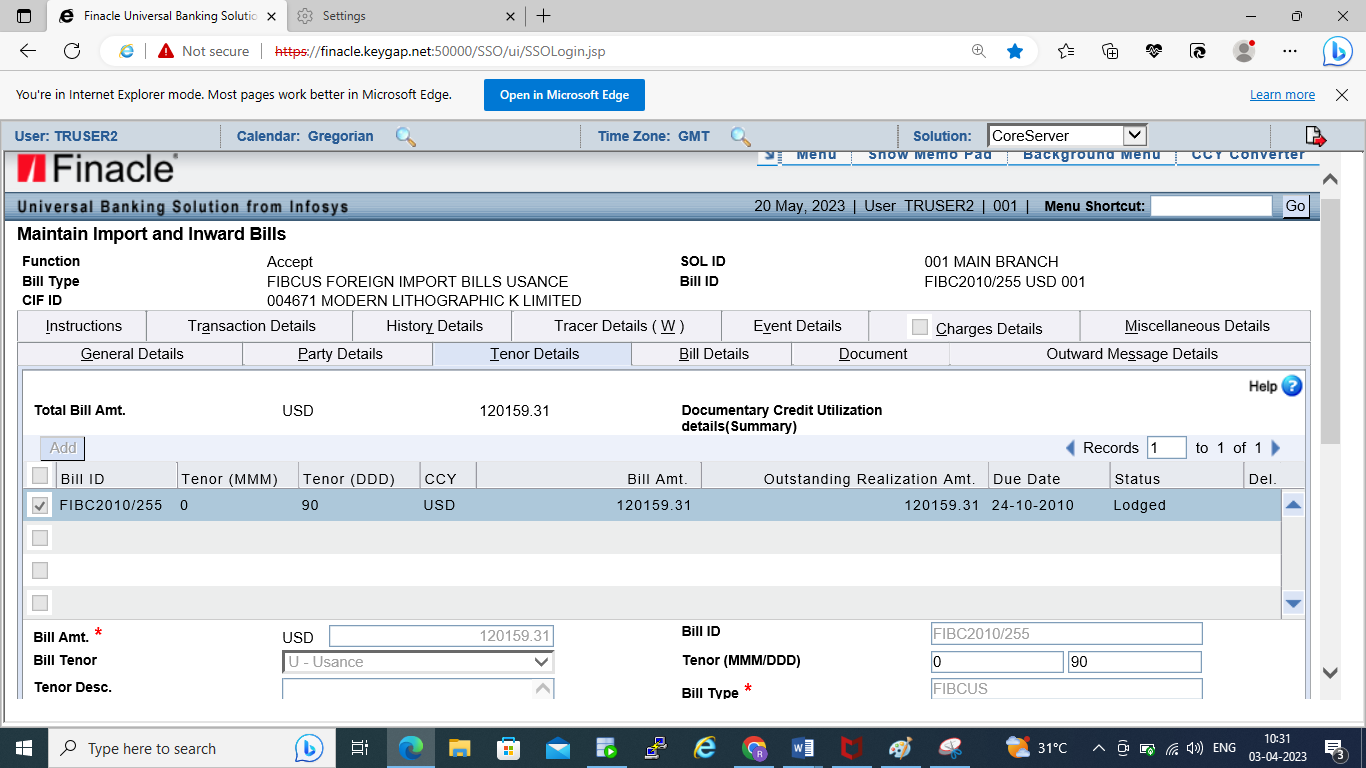 Finacle Universal Banking Solutio
Settings
Not secure
https://finacle.keygap.net:50000/SSO/ui/SSOLogin.jsp
You're in Internet Explorer mode. Most pages work better in Microsoft Edge.
Open in Microsoft Edge
Learn more
User: TRUSER2 Calendar: Gregorian Time Zone: GMT Solution: CoreServer
Finacle
Menu Show Memo Pad Background Menu CCY Converter
Universal Banking Solution from Infosys
20 May, 2023 | User TRUSER2 | 001 | Menu Shortcut: Go
Maintain Import and Inward Bills
Function Accept SOL ID 001 MAIN BRANCH
Bill Type FIBCUS FOREIGN IMPORT BILLS USANCE Bill ID FIBC2010/255 USD 001
CIF ID 004671 MODERN LITHOGRAPHIC K LIMITED
Instructions Transaction Details History Details Tracer Details ( W ) Event Details Charges Details Miscellaneous Details
General Details Party Details Tenor Details Bill Details Document Outward Message Details
Help ?
Total Bill Amt. USD 120159.31 Documentary Credit Utilization
details(Summary)
Add Records 1 to 1 of 1
Bill ID Tenor (MMM) Tenor (DDD) CCY Bill Amt. Outstanding Realization Amt. Due Date Status Del.
FIBC2010/255 0 90 USD 120159.31 120159.31 24-10-2010 Lodged
Bill Amt. * USD 120159.31 Bill ID FIBC2010/255
Bill Tenor U - Usance Tenor (MMM/DDD) 0 90
Tenor Desc. Bill Type * FIBCUS
Type here to search
31°C
ENG
10:31
03-04-2023
3